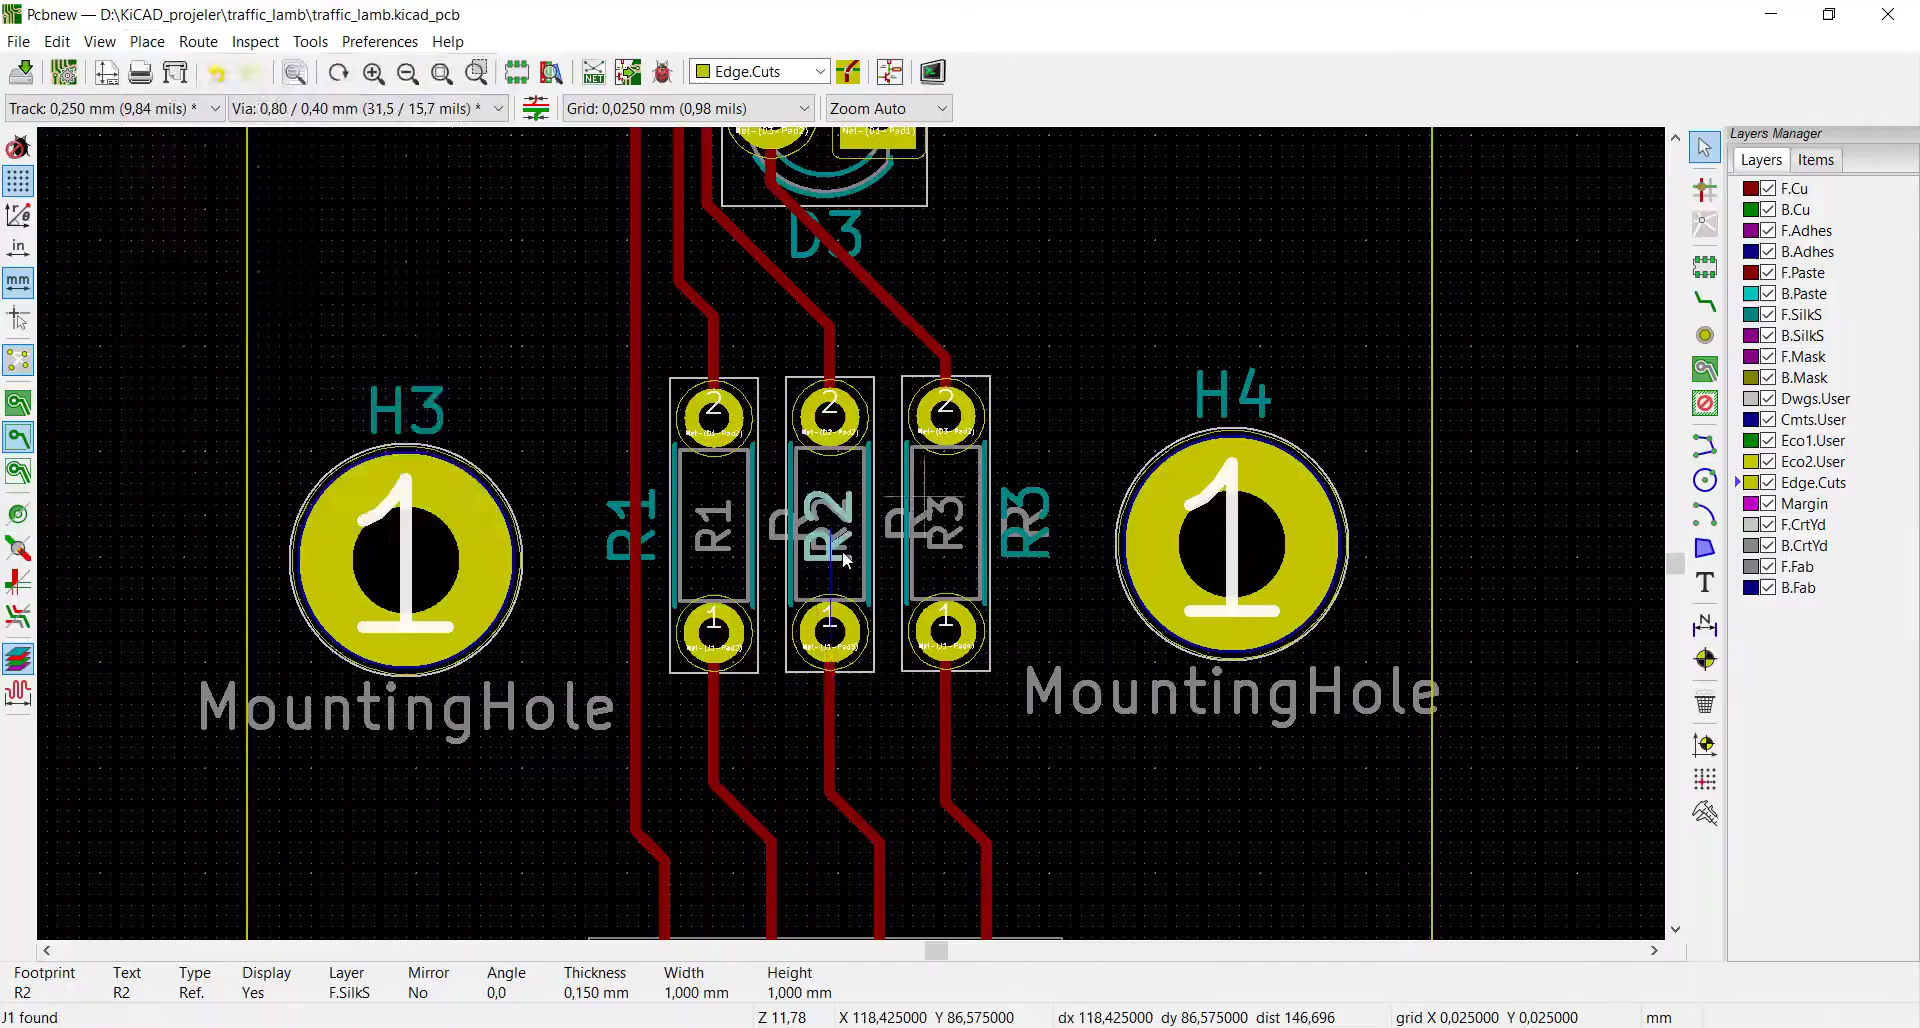 Pcbnew — D:\KiCAD_projeler\traffic_lamb\traffic_lamb.kicad_pcb
File Edit View Place Route Inspect Tools Preferences Help
NET
Edge.Cuts
Track: 0,250 mm (9,84 mils) *
Via: 0,80 / 0,40 mm (31,5 / 15,7 mils) *
Grid: 0,0250 mm (0,98 mils)
Zoom Auto
in
mm
D3
H3
H4
2
2
2
R1
R1
R2
R3
R3
1
1
1
1
1
MountingHole
MountingHole
Layers Manager
Layers Items
F.Cu
B.Cu
F.Adhes
B.Adhes
F.Paste
B.Paste
F.SilkS
B.SilkS
F.Mask
B.Mask
Dwgs.User
Cmts.User
Eco1.User
Eco2.User
Edge.Cuts
Margin
F.CrtYd
B.CrtYd
F.Fab
B.Fab
Footprint Text Type Display Layer Mirror Angle Thickness Width Height
R2 R2 Ref. Yes F.SilkS No 0,0 0,150 mm 1,000 mm 1,000 mm
J1 found Z 11,78 X 118,425000 Y 86,575000 dx 118,425000 dy 86,575000 dist 146,696 grid X 0,025000 Y 0,025000 mm